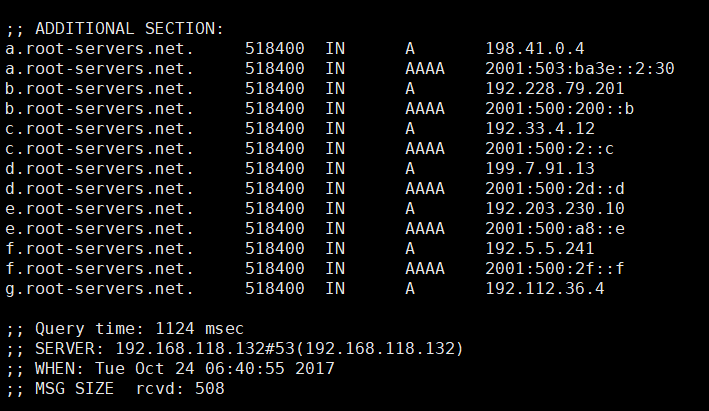 ;; ADDITIONAL SECTION:
a.root-servers.net.     518400  IN      A       198.41.0.4
a.root-servers.net.     518400  IN      AAAA    2001:503:ba3e::2:30
b.root-servers.net.     518400  IN      A       192.228.79.201
b.root-servers.net.     518400  IN      AAAA    2001:500:200::b
c.root-servers.net.     518400  IN      A       192.33.4.12
c.root-servers.net.     518400  IN      AAAA    2001:500:2::c
d.root-servers.net.     518400  IN      A       199.7.91.13
d.root-servers.net.     518400  IN      AAAA    2001:500:2d::d
e.root-servers.net.     518400  IN      A       192.203.230.10
e.root-servers.net.     518400  IN      AAAA    2001:500:a8::e
f.root-servers.net.     518400  IN      A       192.5.5.241
f.root-servers.net.     518400  IN      AAAA    2001:500:2f::f
g.root-servers.net.     518400  IN      A       192.112.36.4
;; Query time: 1124 msec
;; SERVER: 192.168.118.132#53(192.168.118.132)
;; WHEN: Tue Oct 24 06:40:55 2017
;; MSG SIZE  rcvd: 508